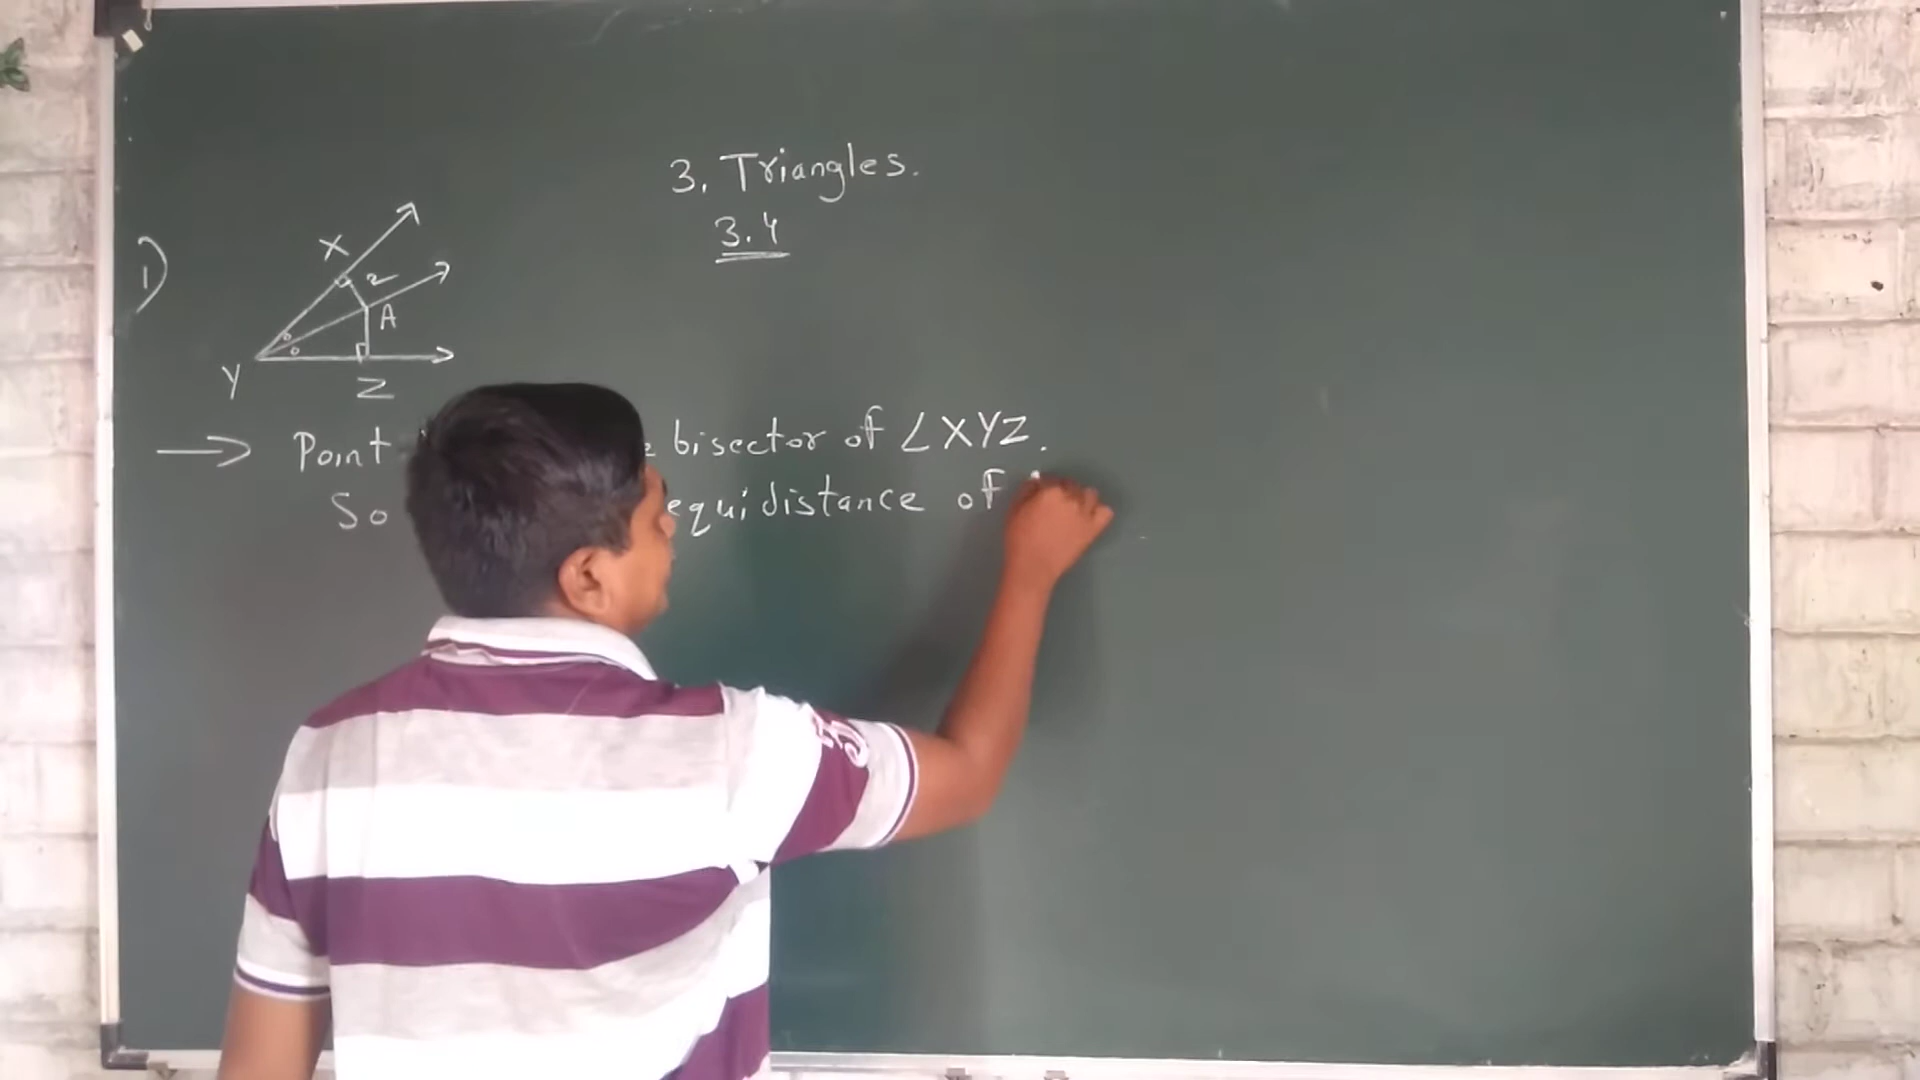 3. Triangles.
3.4
1)
X
2
A
Y
Z
→ Point bisector of ∠XYZ.
So equidistance of